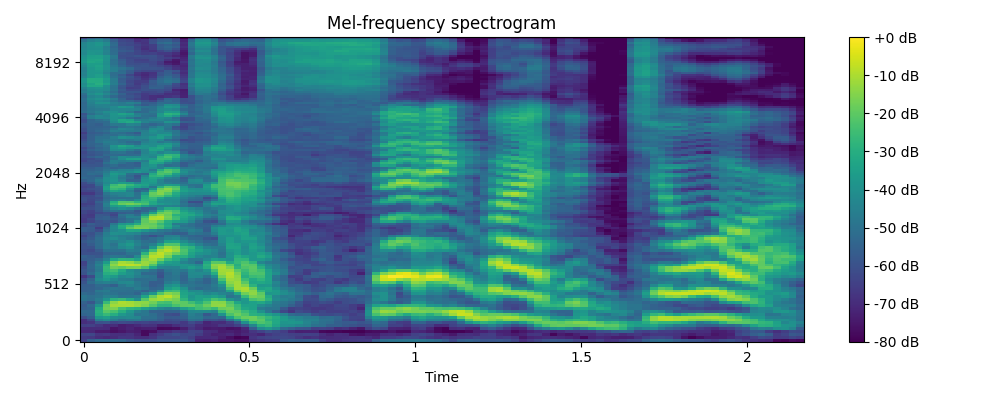 Mel-frequency spectrogram
8192
4096
2048
1024
512
0
Hz
0
0.5
1
1.5
2
Time
+0 dB
-10 dB
-20 dB
-30 dB
-40 dB
-50 dB
-60 dB
-70 dB
-80 dB